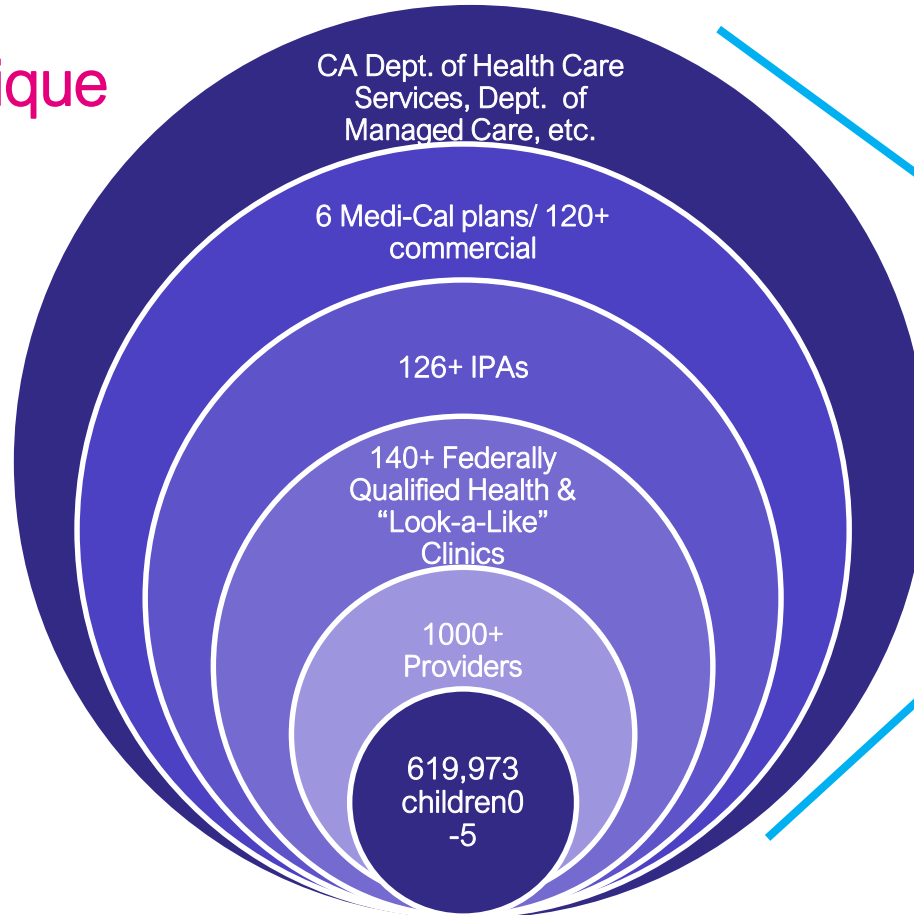 ique
CA Dept. of Health Care
Services, Dept. of
Managed Care, etc.
6 Medi-Cal plans/ 120+
commercial
126+ IPAs
140+ Federally
Qualified Health &
“Look-a-Like”
Clinics
1000+
Providers
619,973
children0
-5